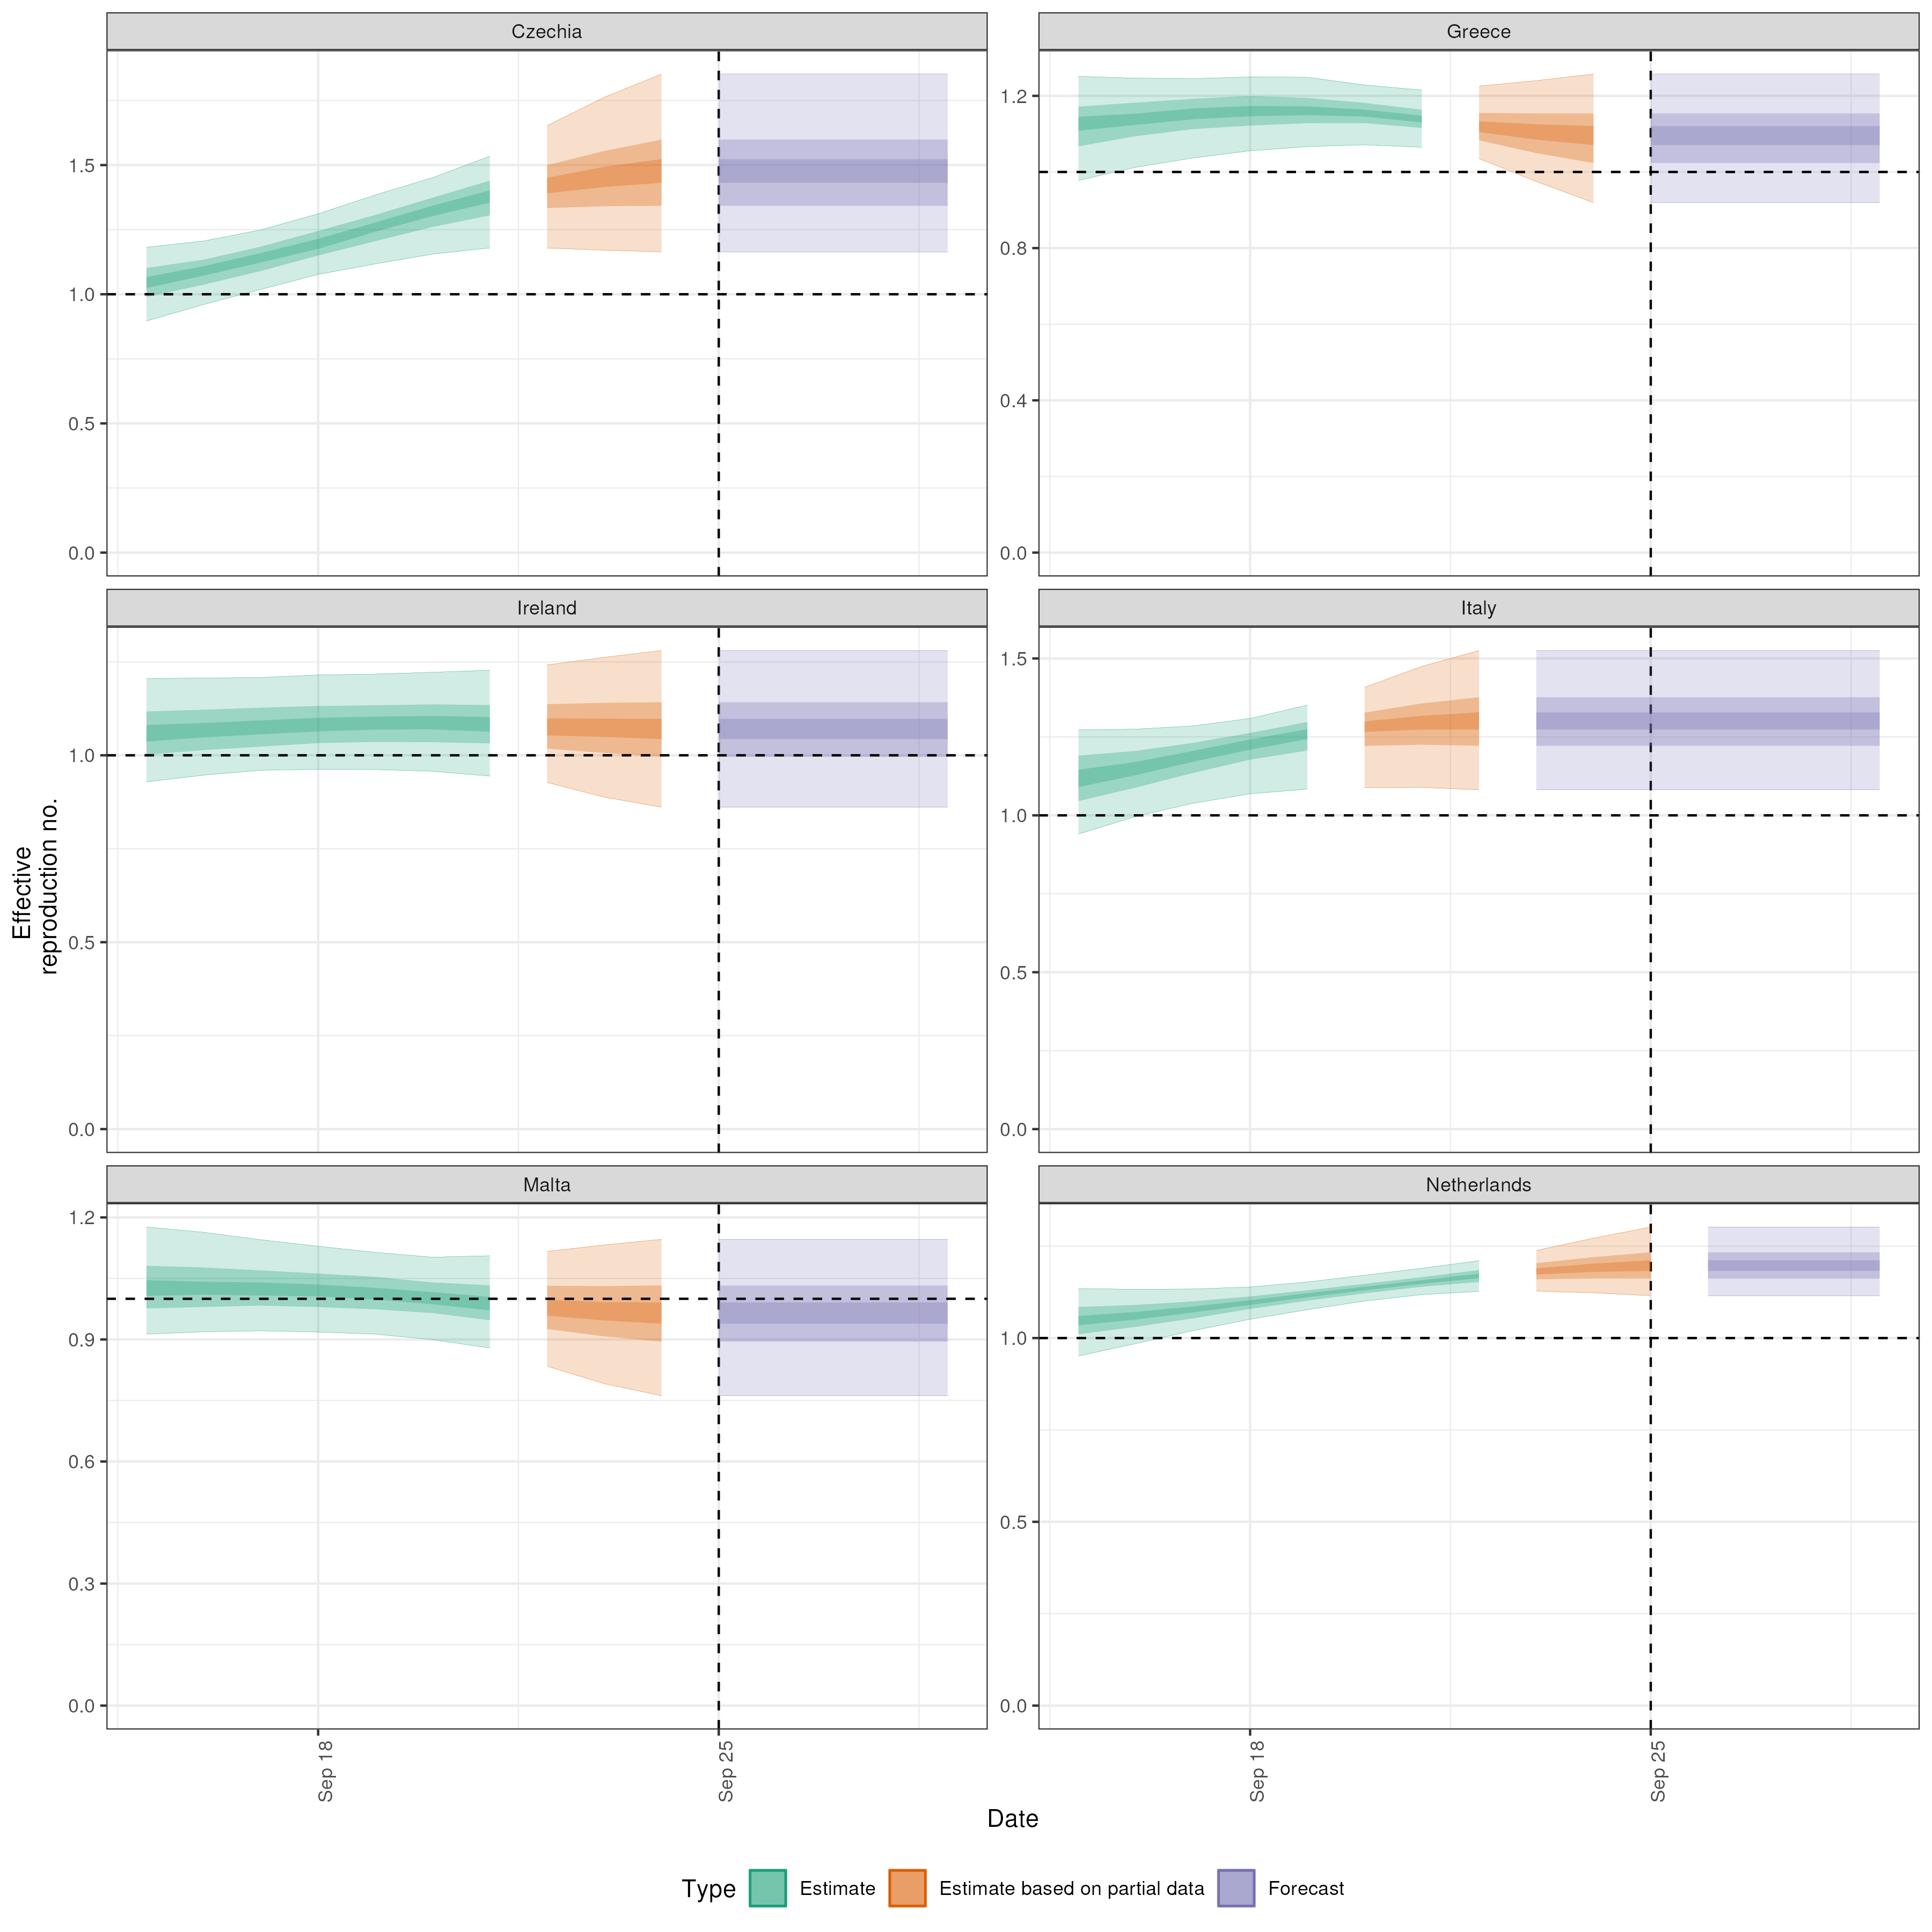 Czechia
Greece
1.5
1.0
0.5
0.0
1.2
0.8
0.4
0.0
Ireland
Italy
1.0
0.5
0.0
1.5
1.0
0.5
0.0
Malta
Netherlands
1.2
0.9
0.6
0.3
0.0
1.0
0.5
0.0
Effective
reproduction no.
Sep 18
Sep 25
Sep 18
Sep 25
Date
Type Estimate Estimate based on partial data Forecast